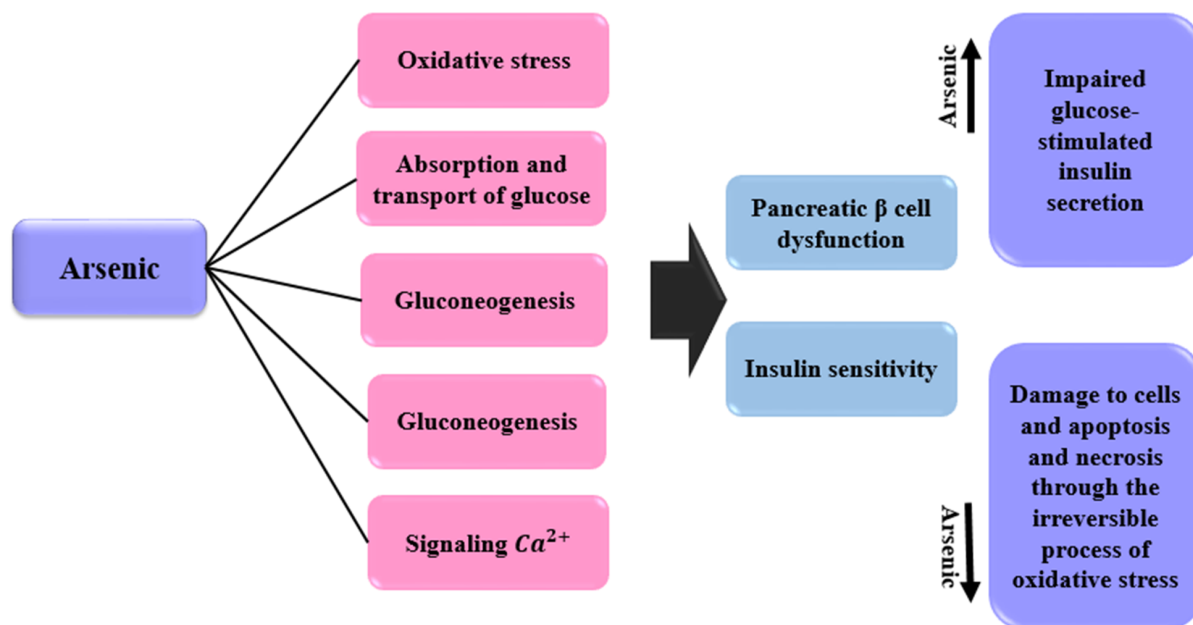 Arsenic
Oxidative stress
Absorption and
transport of glucose
Gluconeogenesis
Gluconeogenesis
Signaling Ca²⁺
Pancreatic β cell
dysfunction
Insulin sensitivity
Arsenic
Impaired
glucose-
stimulated
insulin
secretion
Arsenic
Damage to cells
and apoptosis
and necrosis
through the
irreversible
process of
oxidative stress